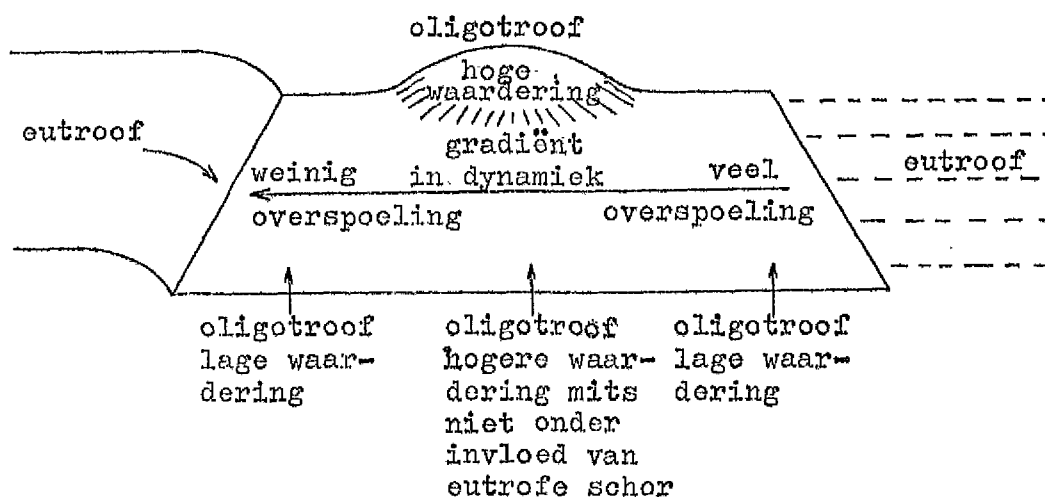 oligotroof
hoge
waardering
eutroof
gradiënt
in dynamiek
weinig
overspoeling
veel
overspoeling
eutroof
oligotroof
lage waar-
dering
oligotroof
hogere waar-
dering mits
niet onder
invloed van
eutrofe schor
oligotroof
lage waar-
dering